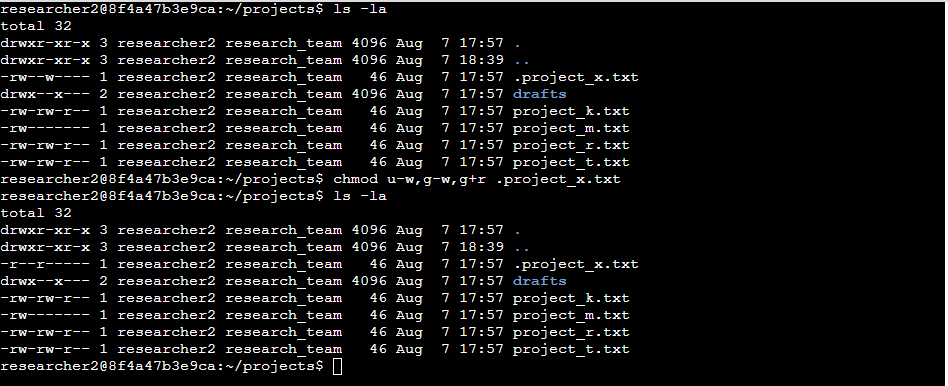 researcher2@8f4a47b3e9ca:~/projects$ ls -la
total 32
drwxr-xr-x 3 researcher2 research_team 4096 Aug  7 17:57 .
drwxr-xr-x 3 researcher2 research_team 4096 Aug  7 18:39 ..
-rw--w---- 1 researcher2 research_team   46 Aug  7 17:57 .project_x.txt
drwx--x--- 2 researcher2 research_team 4096 Aug  7 17:57 drafts
-rw-rw-r-- 1 researcher2 research_team   46 Aug  7 17:57 project_k.txt
-rw------- 1 researcher2 research_team   46 Aug  7 17:57 project_m.txt
-rw-rw-r-- 1 researcher2 research_team   46 Aug  7 17:57 project_r.txt
-rw-rw-r-- 1 researcher2 research_team   46 Aug  7 17:57 project_t.txt
researcher2@8f4a47b3e9ca:~/projects$ chmod u-w,g-w,g+r .project_x.txt
researcher2@8f4a47b3e9ca:~/projects$ ls -la
total 32
drwxr-xr-x 3 researcher2 research_team 4096 Aug  7 17:57 .
drwxr-xr-x 3 researcher2 research_team 4096 Aug  7 18:39 ..
-r--r----- 1 researcher2 research_team   46 Aug  7 17:57 .project_x.txt
drwx--x--- 2 researcher2 research_team 4096 Aug  7 17:57 drafts
-rw-rw-r-- 1 researcher2 research_team   46 Aug  7 17:57 project_k.txt
-rw------- 1 researcher2 research_team   46 Aug  7 17:57 project_m.txt
-rw-rw-r-- 1 researcher2 research_team   46 Aug  7 17:57 project_r.txt
-rw-rw-r-- 1 researcher2 research_team   46 Aug  7 17:57 project_t.txt
researcher2@8f4a47b3e9ca:~/projects$